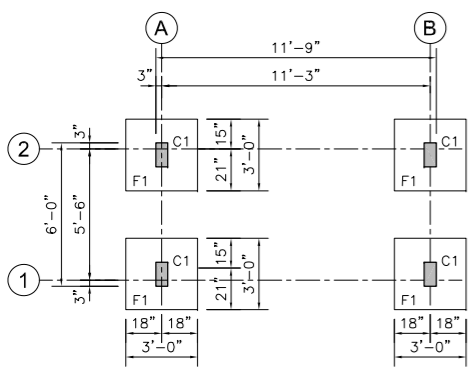 A
B
11'-9"
3"
11'-3"
2
3"
C1
15"
3'-0"
21"
F1
C1
F1
6'-0"
5'-6"
1
3"
C1
15"
3'-0"
21"
F1
C1
F1
18" 18"
3'-0"
18" 18"
3'-0"